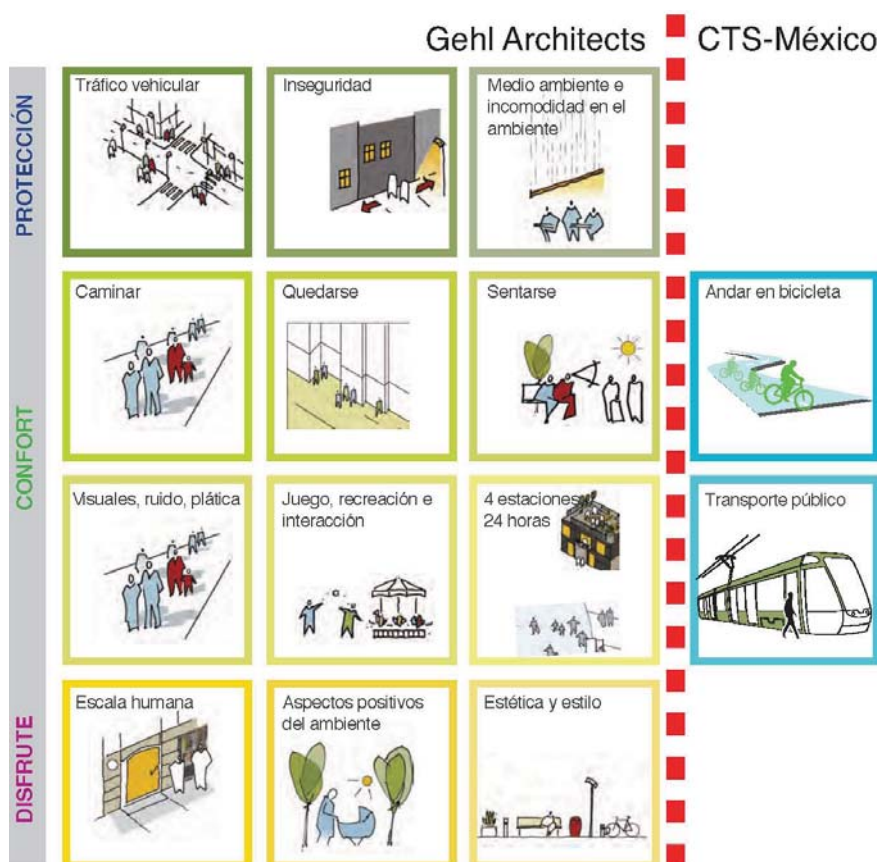 Gehl Architects
CTS-México
PROTECCIÓN
Tráfico vehicular
Inseguridad
Medio ambiente e
incomodidad en el
ambiente
CONFORT
Caminar
Quedarse
Sentarse
Andar en bicicleta
Visuales, ruido, plática
Juego, recreación e
interacción
4 estaciones,
24 horas
Transporte público
DISFRUTE
Escala humana
Aspectos positivos
del ambiente
Estética y estilo